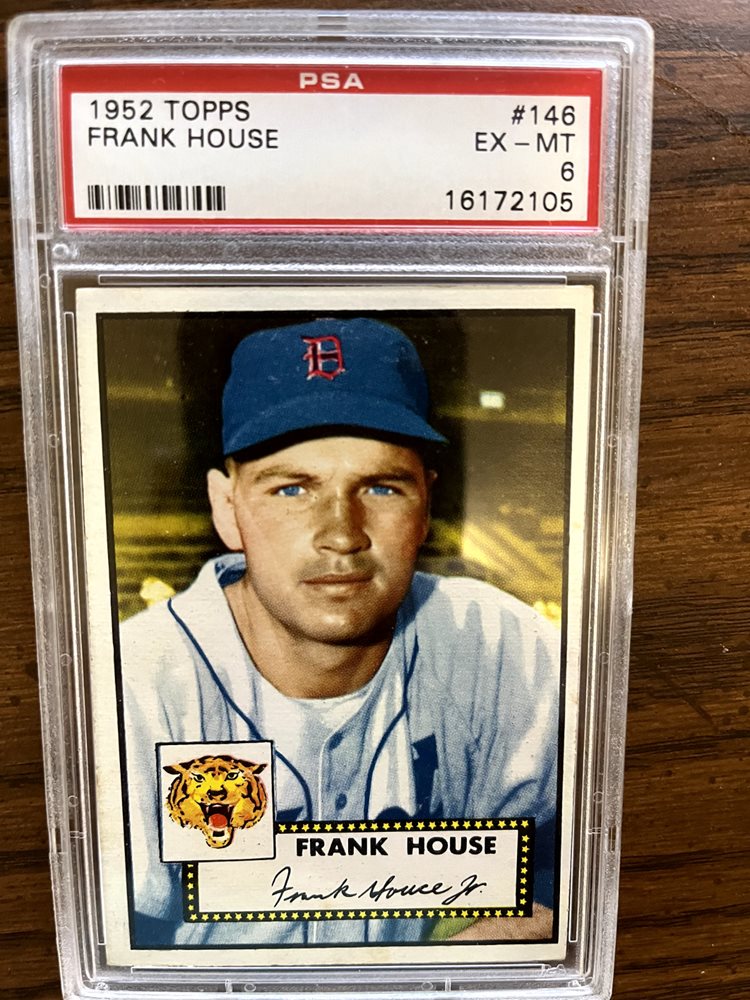 PSA
1952 TOPPS #146
FRANK HOUSE EX - MT
6
16172105
D
FRANK HOUSE
Frank House Jr.